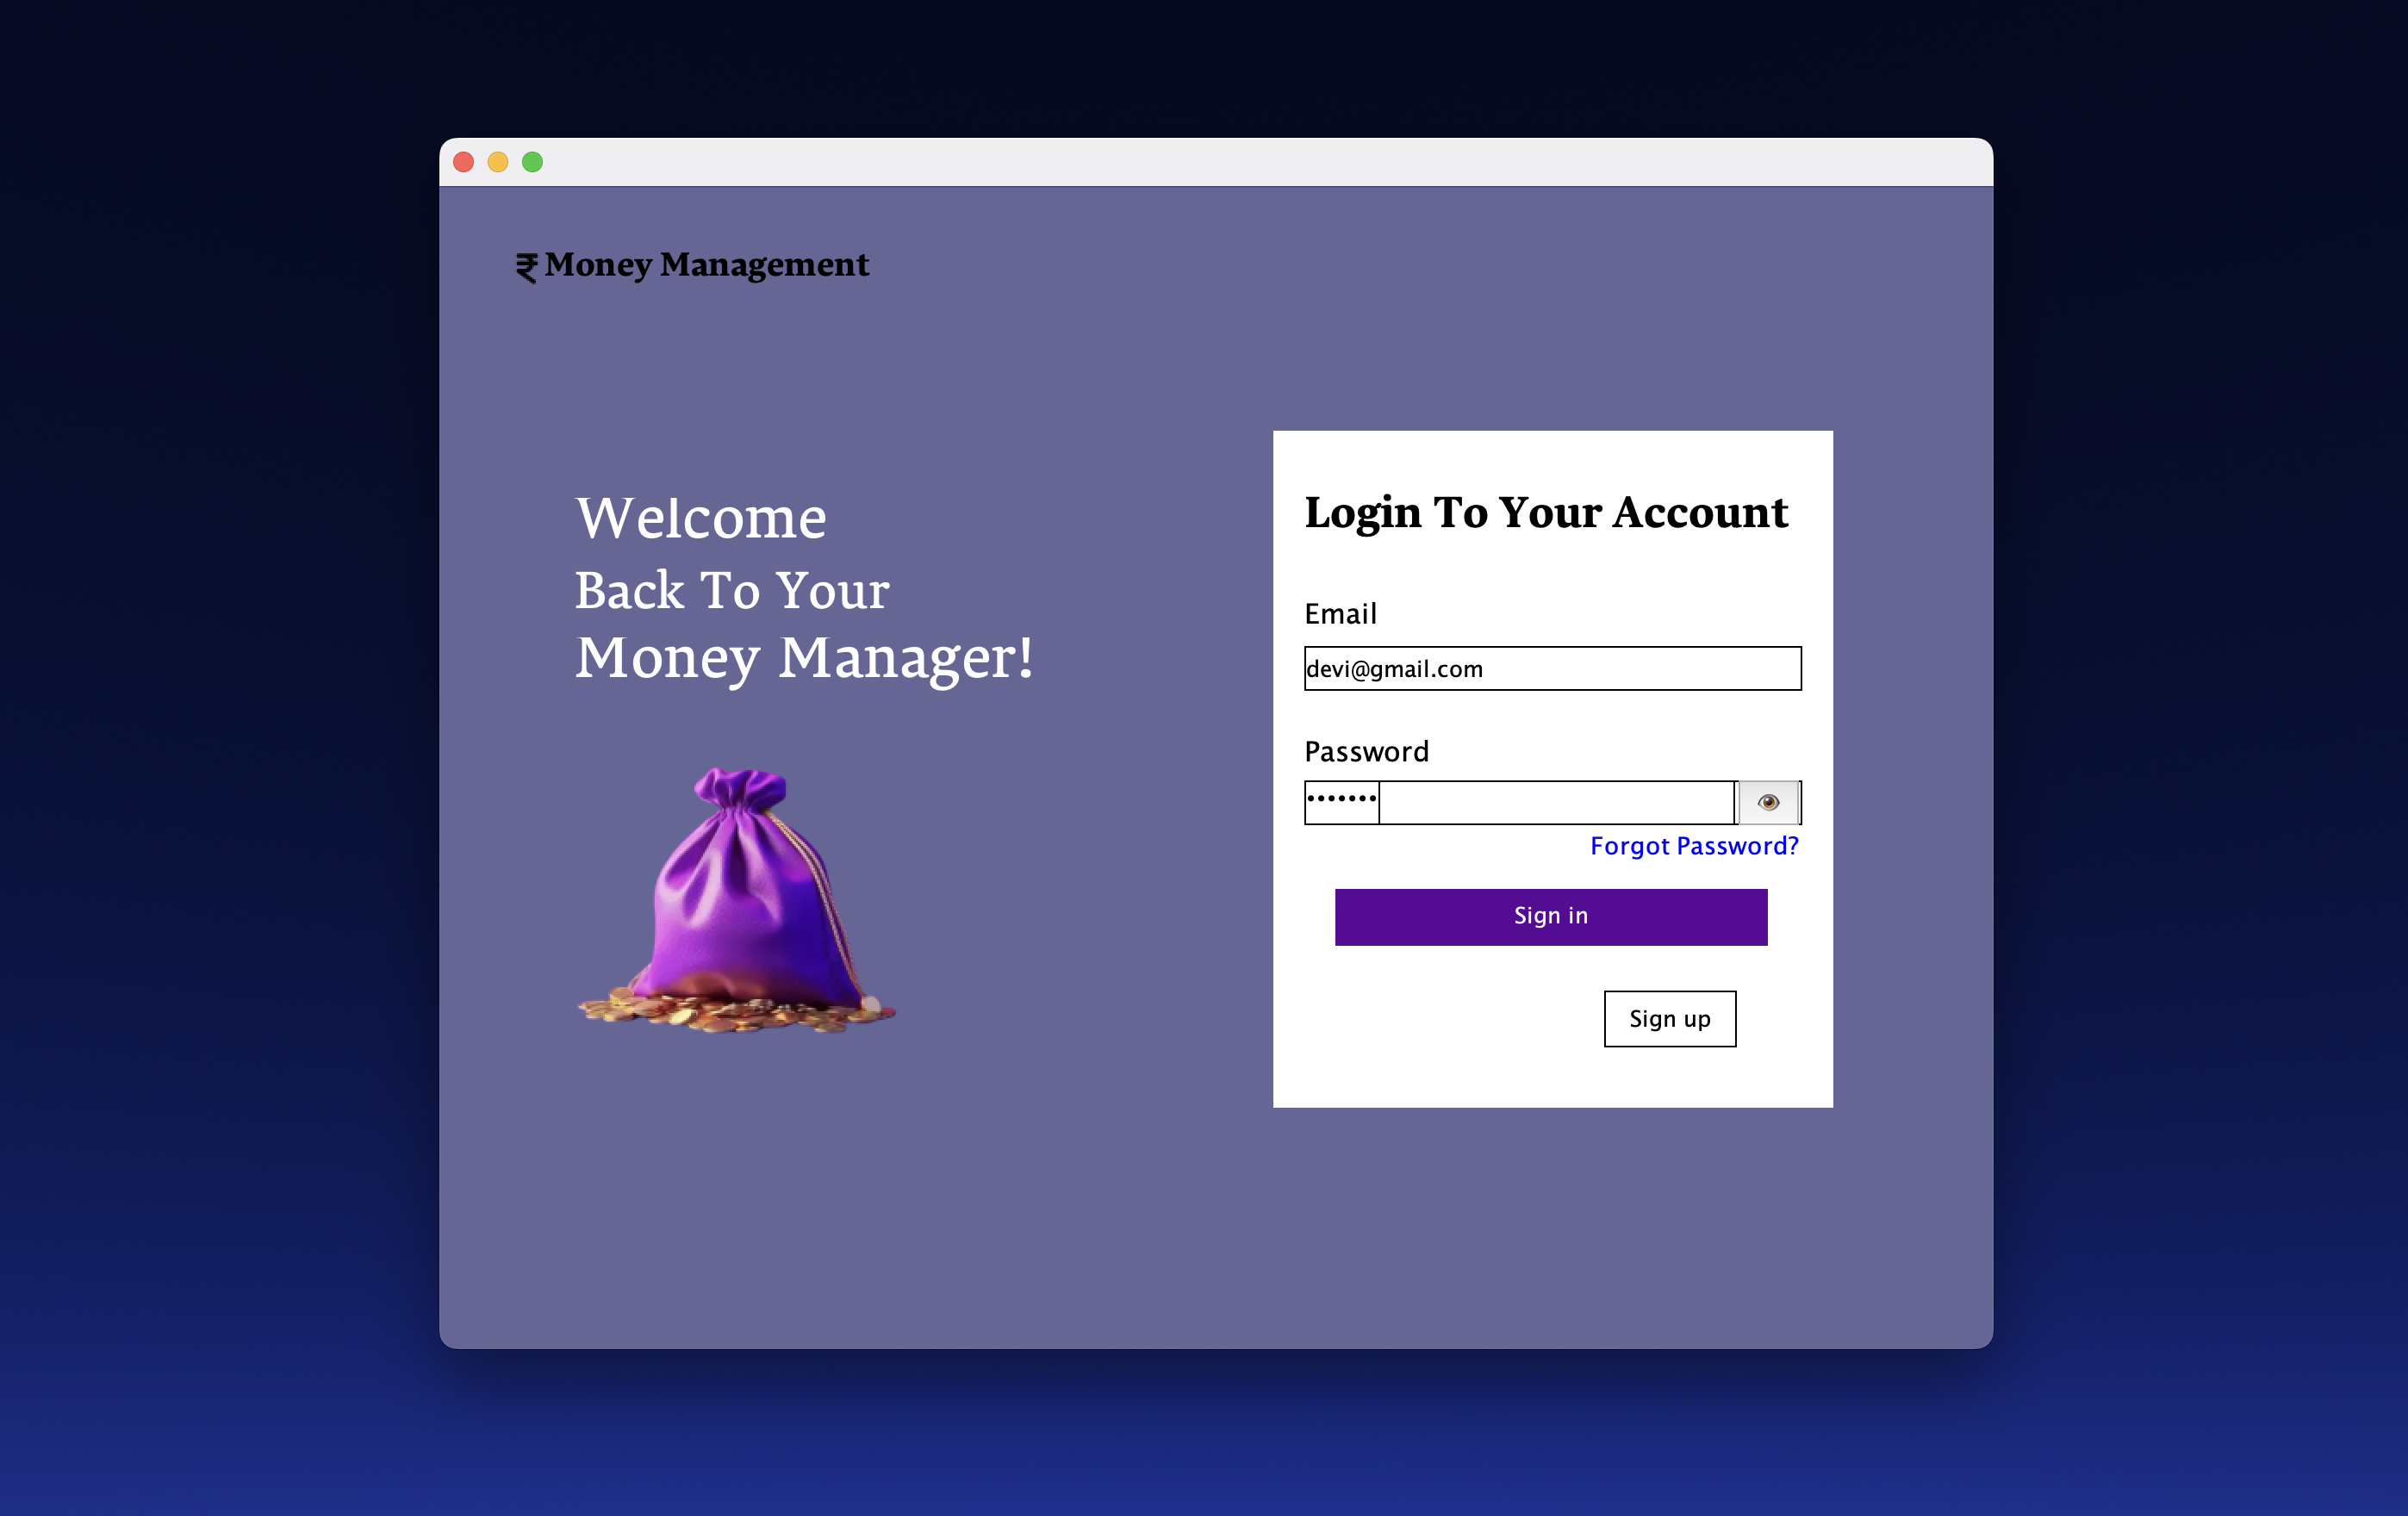 ₹ Money Management
Welcome
Back To Your
Money Manager!
Login To Your Account
Email
devi@gmail.com
Password
•••••••
Forgot Password?
Sign in
Sign up